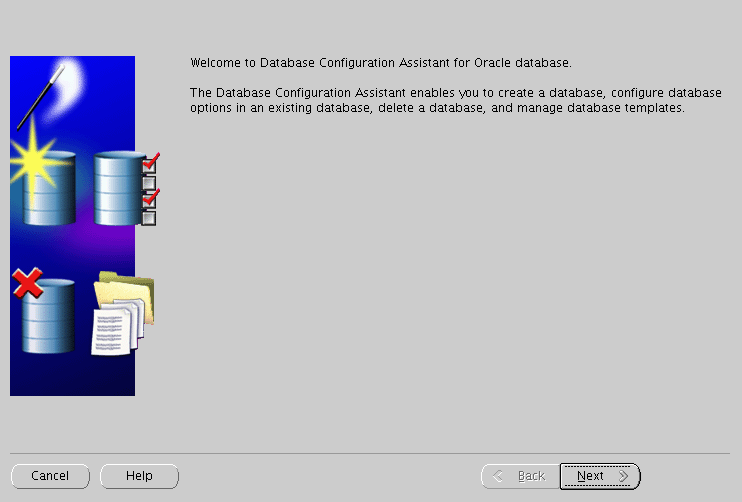 Welcome to Database Configuration Assistant for Oracle database.
The Database Configuration Assistant enables you to create a database, configure database
options in an existing database, delete a database, and manage database templates.
Cancel
Help
Back
Next